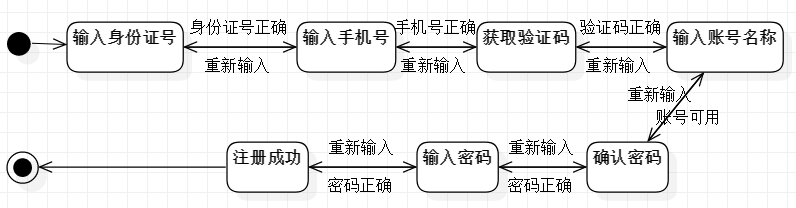 身份证号正确
手机号正确
验证码正确
输入身份证号
输入手机号
获取验证码
输入账号名称
重新输入
重新输入
重新输入
重新输入
账号可用
注册成功
重新输入
输入密码
重新输入
确认密码
密码正确
密码正确